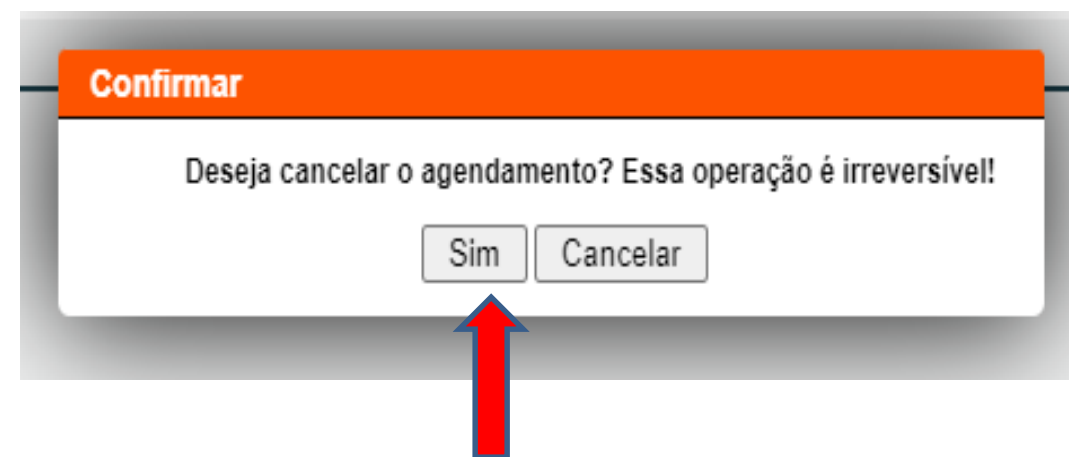 Confirmar
Deseja cancelar o agendamento? Essa operação é irreversível!
Sim Cancelar